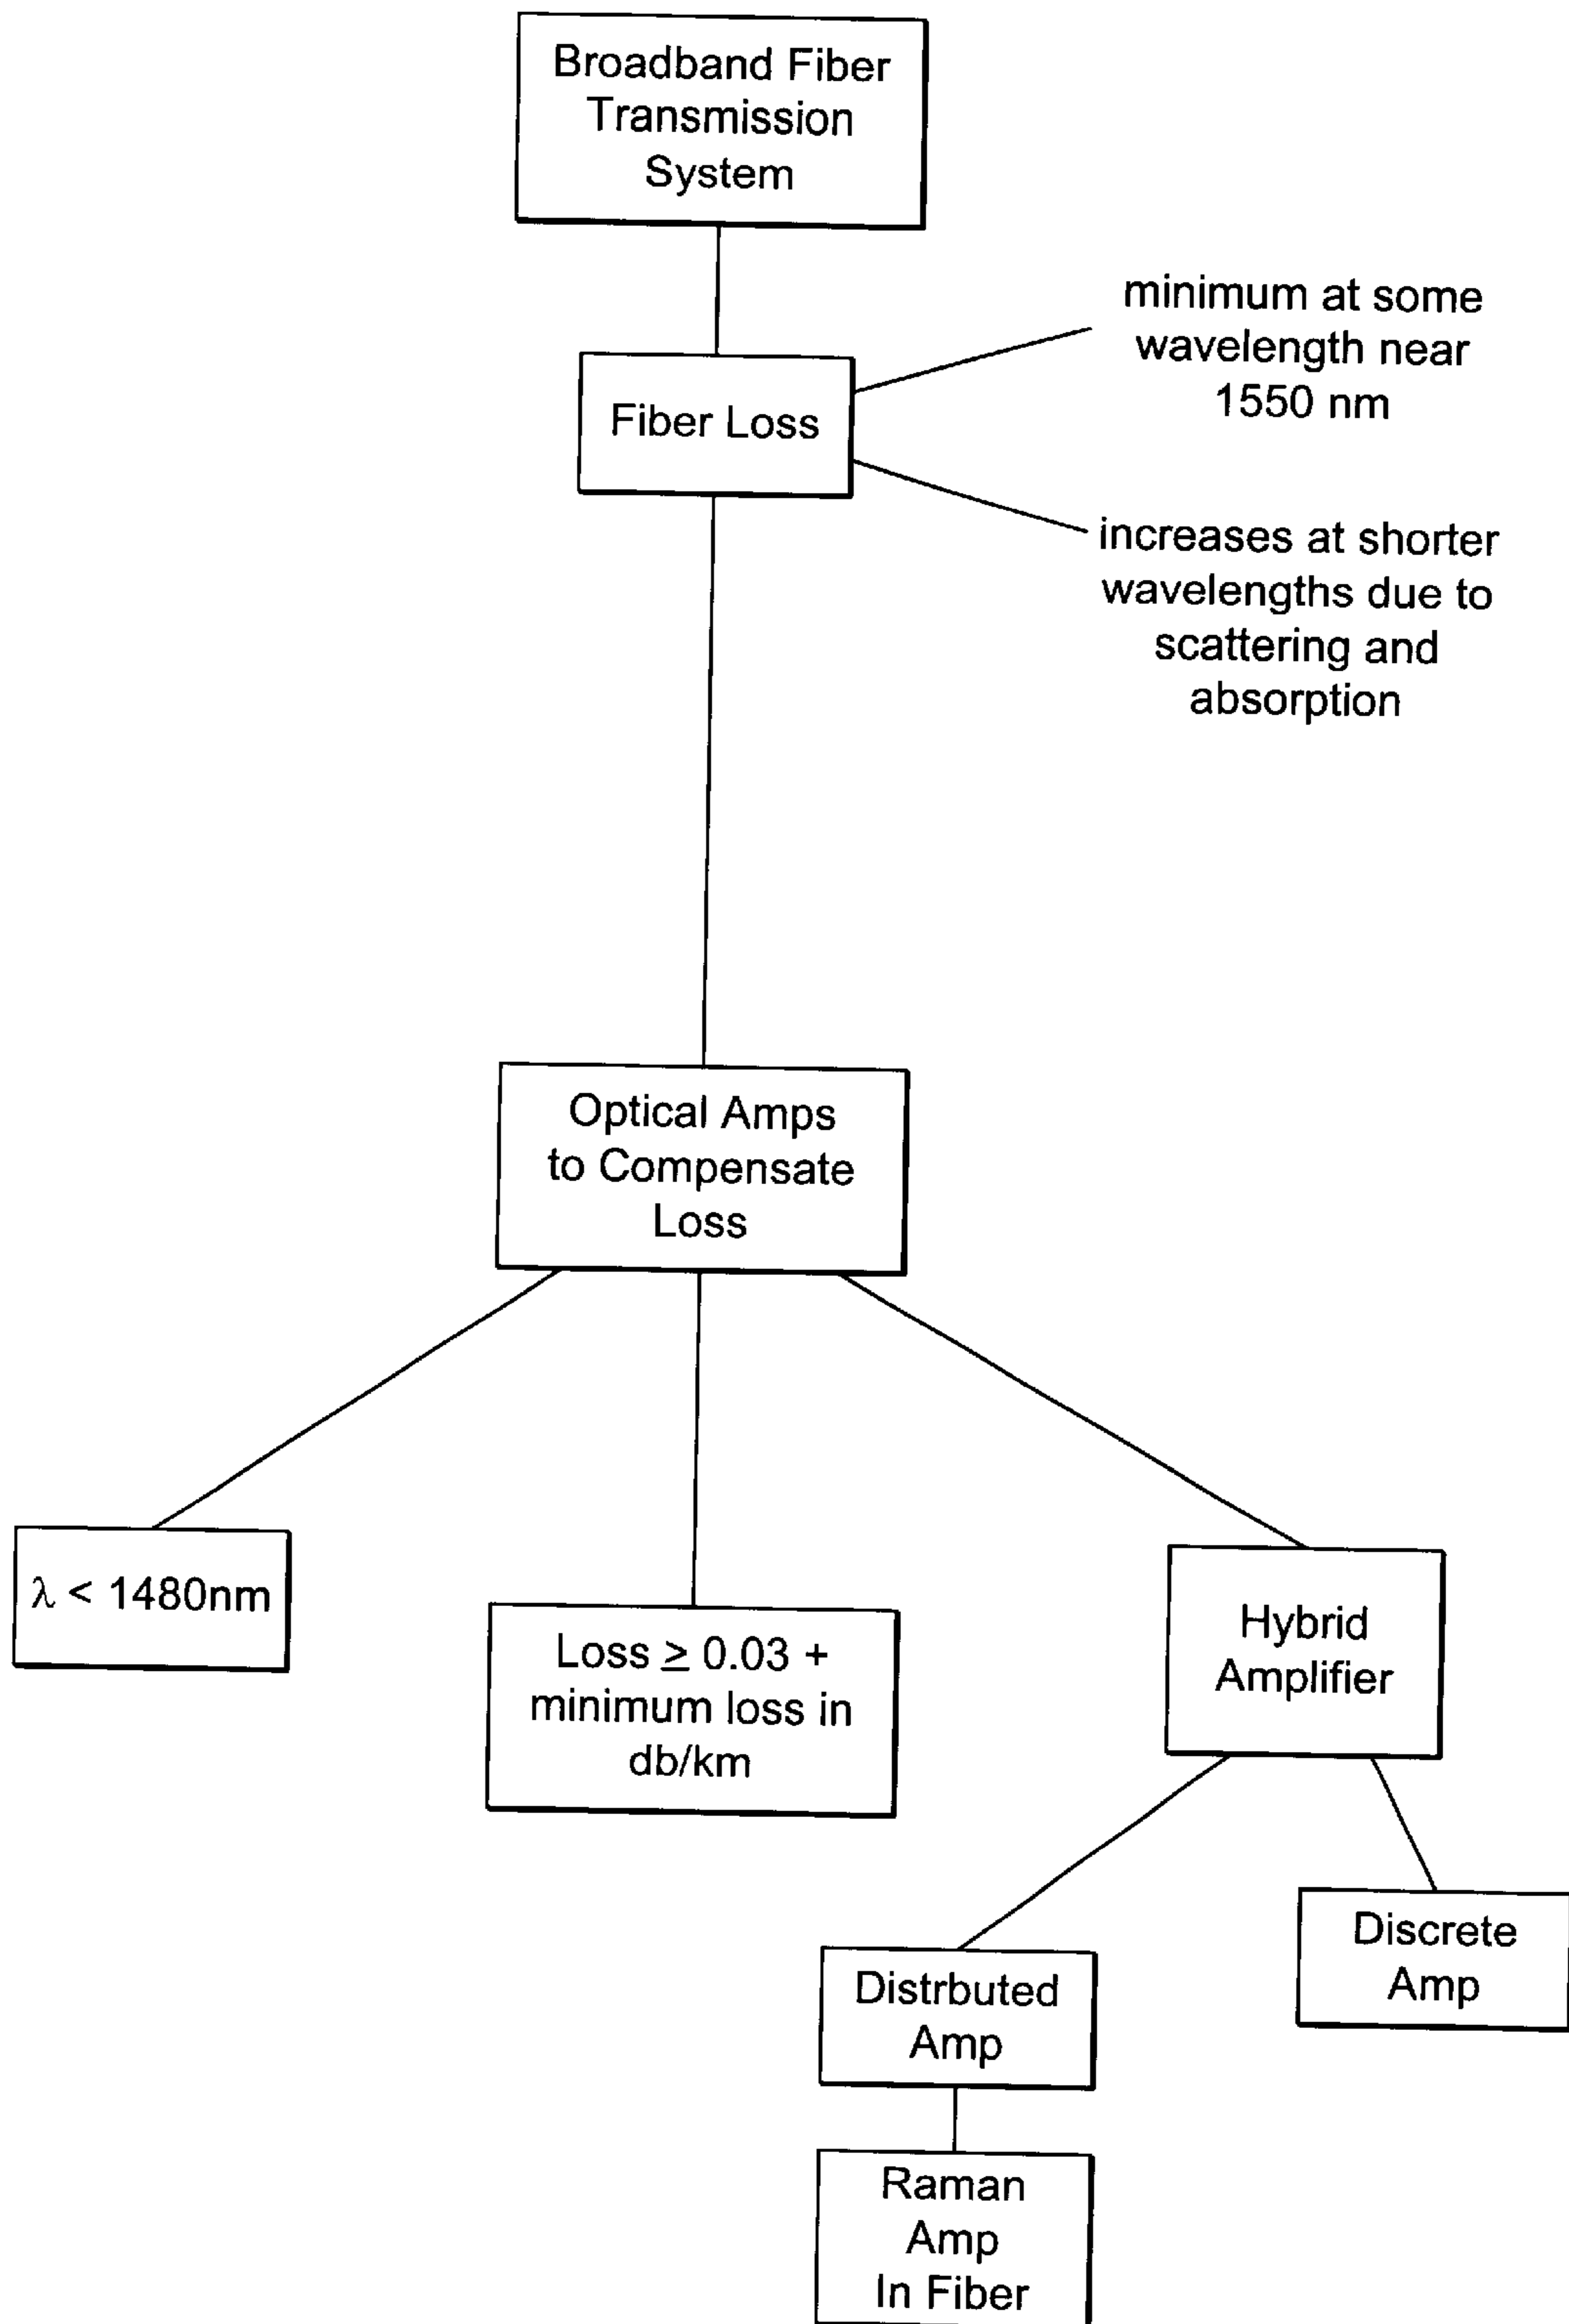 Broadband Fiber
Transmission
System
minimum at some
wavelength near
1550 nm
Fiber Loss
increases at shorter
wavelengths due to
scattering and
absorption
Optical Amps
to Compensate
Loss
λ < 1480nm
Loss ≥ 0.03 +
minimum loss in
db/km
Hybrid
Amplifier
Discrete
Amp
Distrbuted
Amp
Raman
Amp
In Fiber